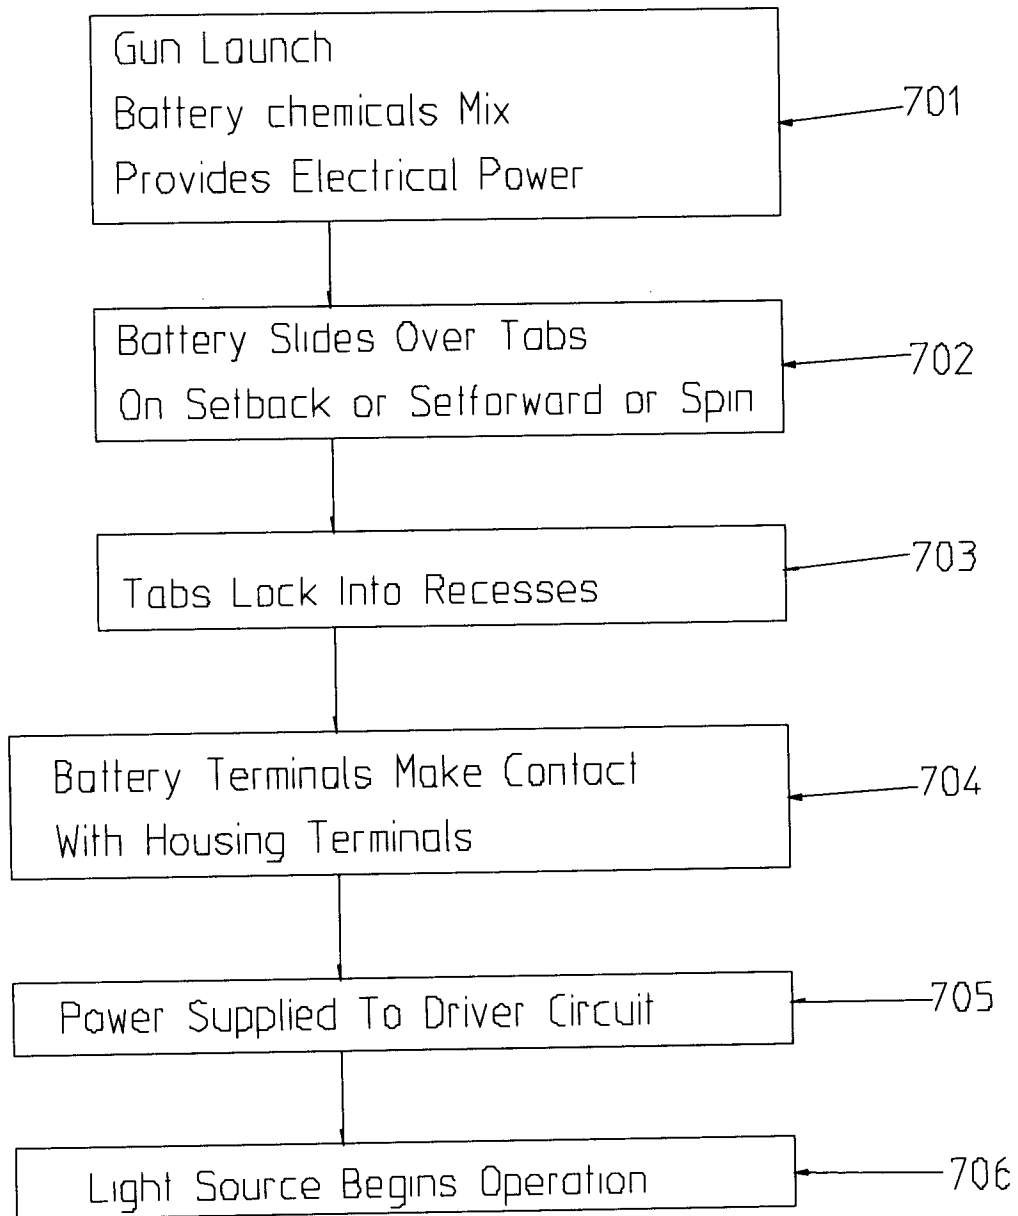 Gun Launch
Battery chemicals Mix
Provides Electrical Power
701
Battery Slides Over Tabs
On Setback or Setforward or Spin
702
Tabs Lock Into Recesses
703
Battery Terminals Make Contact
With Housing Terminals
704
Power Supplied To Driver Circuit
705
Light Source Begins Operation
706